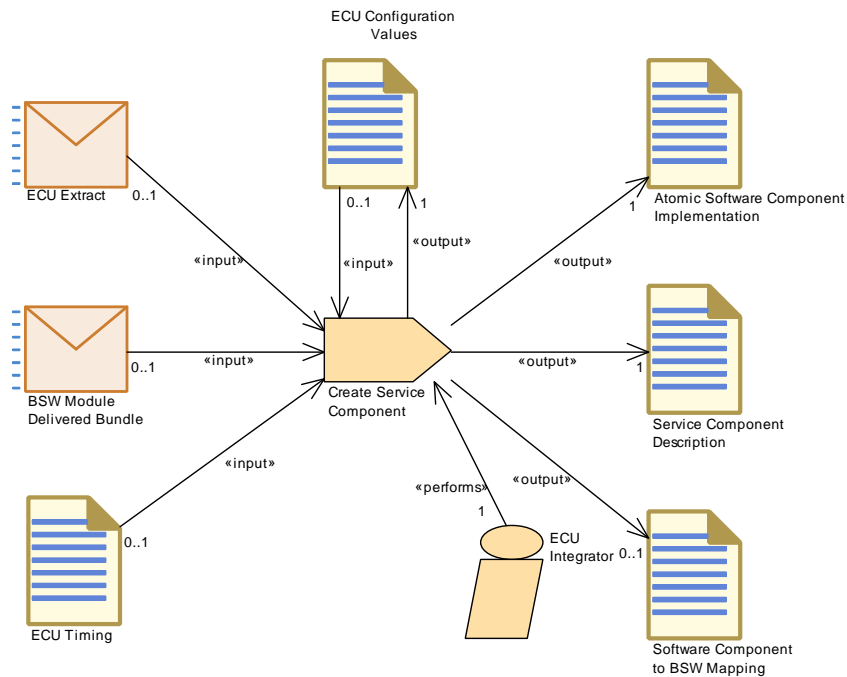 ECU Configuration
Values
ECU Extract
0..1
0..1
1
1
Atomic Software Component
Implementation
«input»
«input»
«output»
«output»
BSW Module
Delivered Bundle
0..1
«input»
Create Service
Component
«output»
1
Service Component
Description
«input»
«performs»
1
«output»
0..1
ECU Timing
ECU
Integrator
0..1
Software Component
to BSW Mapping